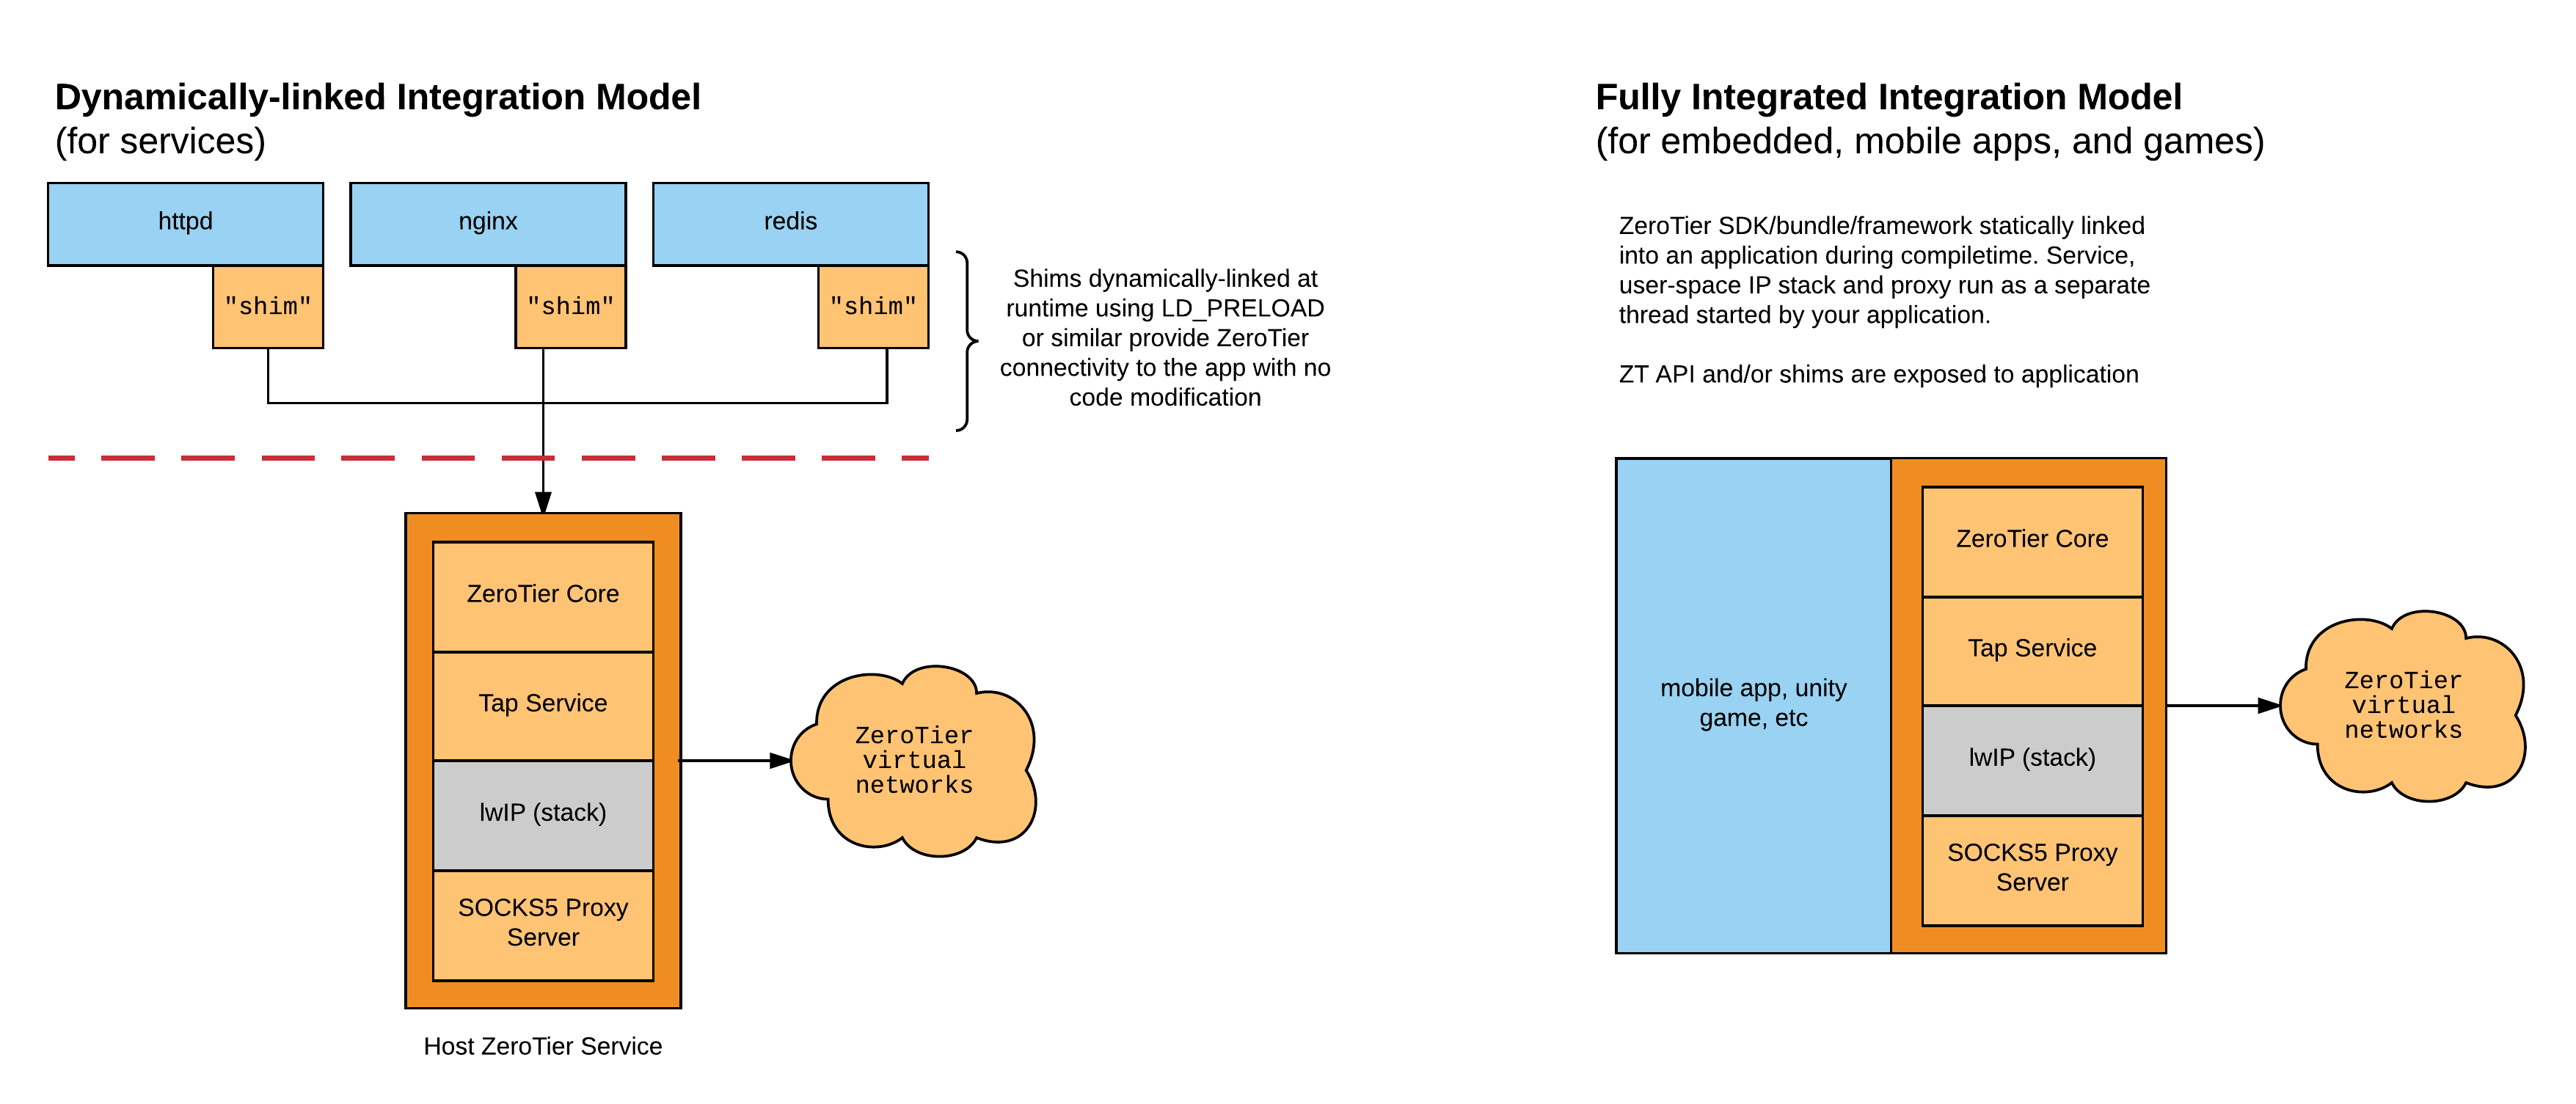 Dynamically-linked Integration Model
(for services)
httpd
nginx
redis
"shim"
"shim"
"shim"
Shims dynamically-linked at
runtime using LD_PRELOAD
or similar provide ZeroTier
connectivity to the app with no
code modification
ZeroTier Core
Tap Service
lwIP (stack)
SOCKS5 Proxy
Server
Host ZeroTier Service
ZeroTier
virtual
networks
Fully Integrated Integration Model
(for embedded, mobile apps, and games)
ZeroTier SDK/bundle/framework statically linked
into an application during compiletime. Service,
user-space IP stack and proxy run as a separate
thread started by your application.
ZT API and/or shims are exposed to application
mobile app, unity
game, etc
ZeroTier Core
Tap Service
lwIP (stack)
SOCKS5 Proxy
Server
ZeroTier
virtual
networks